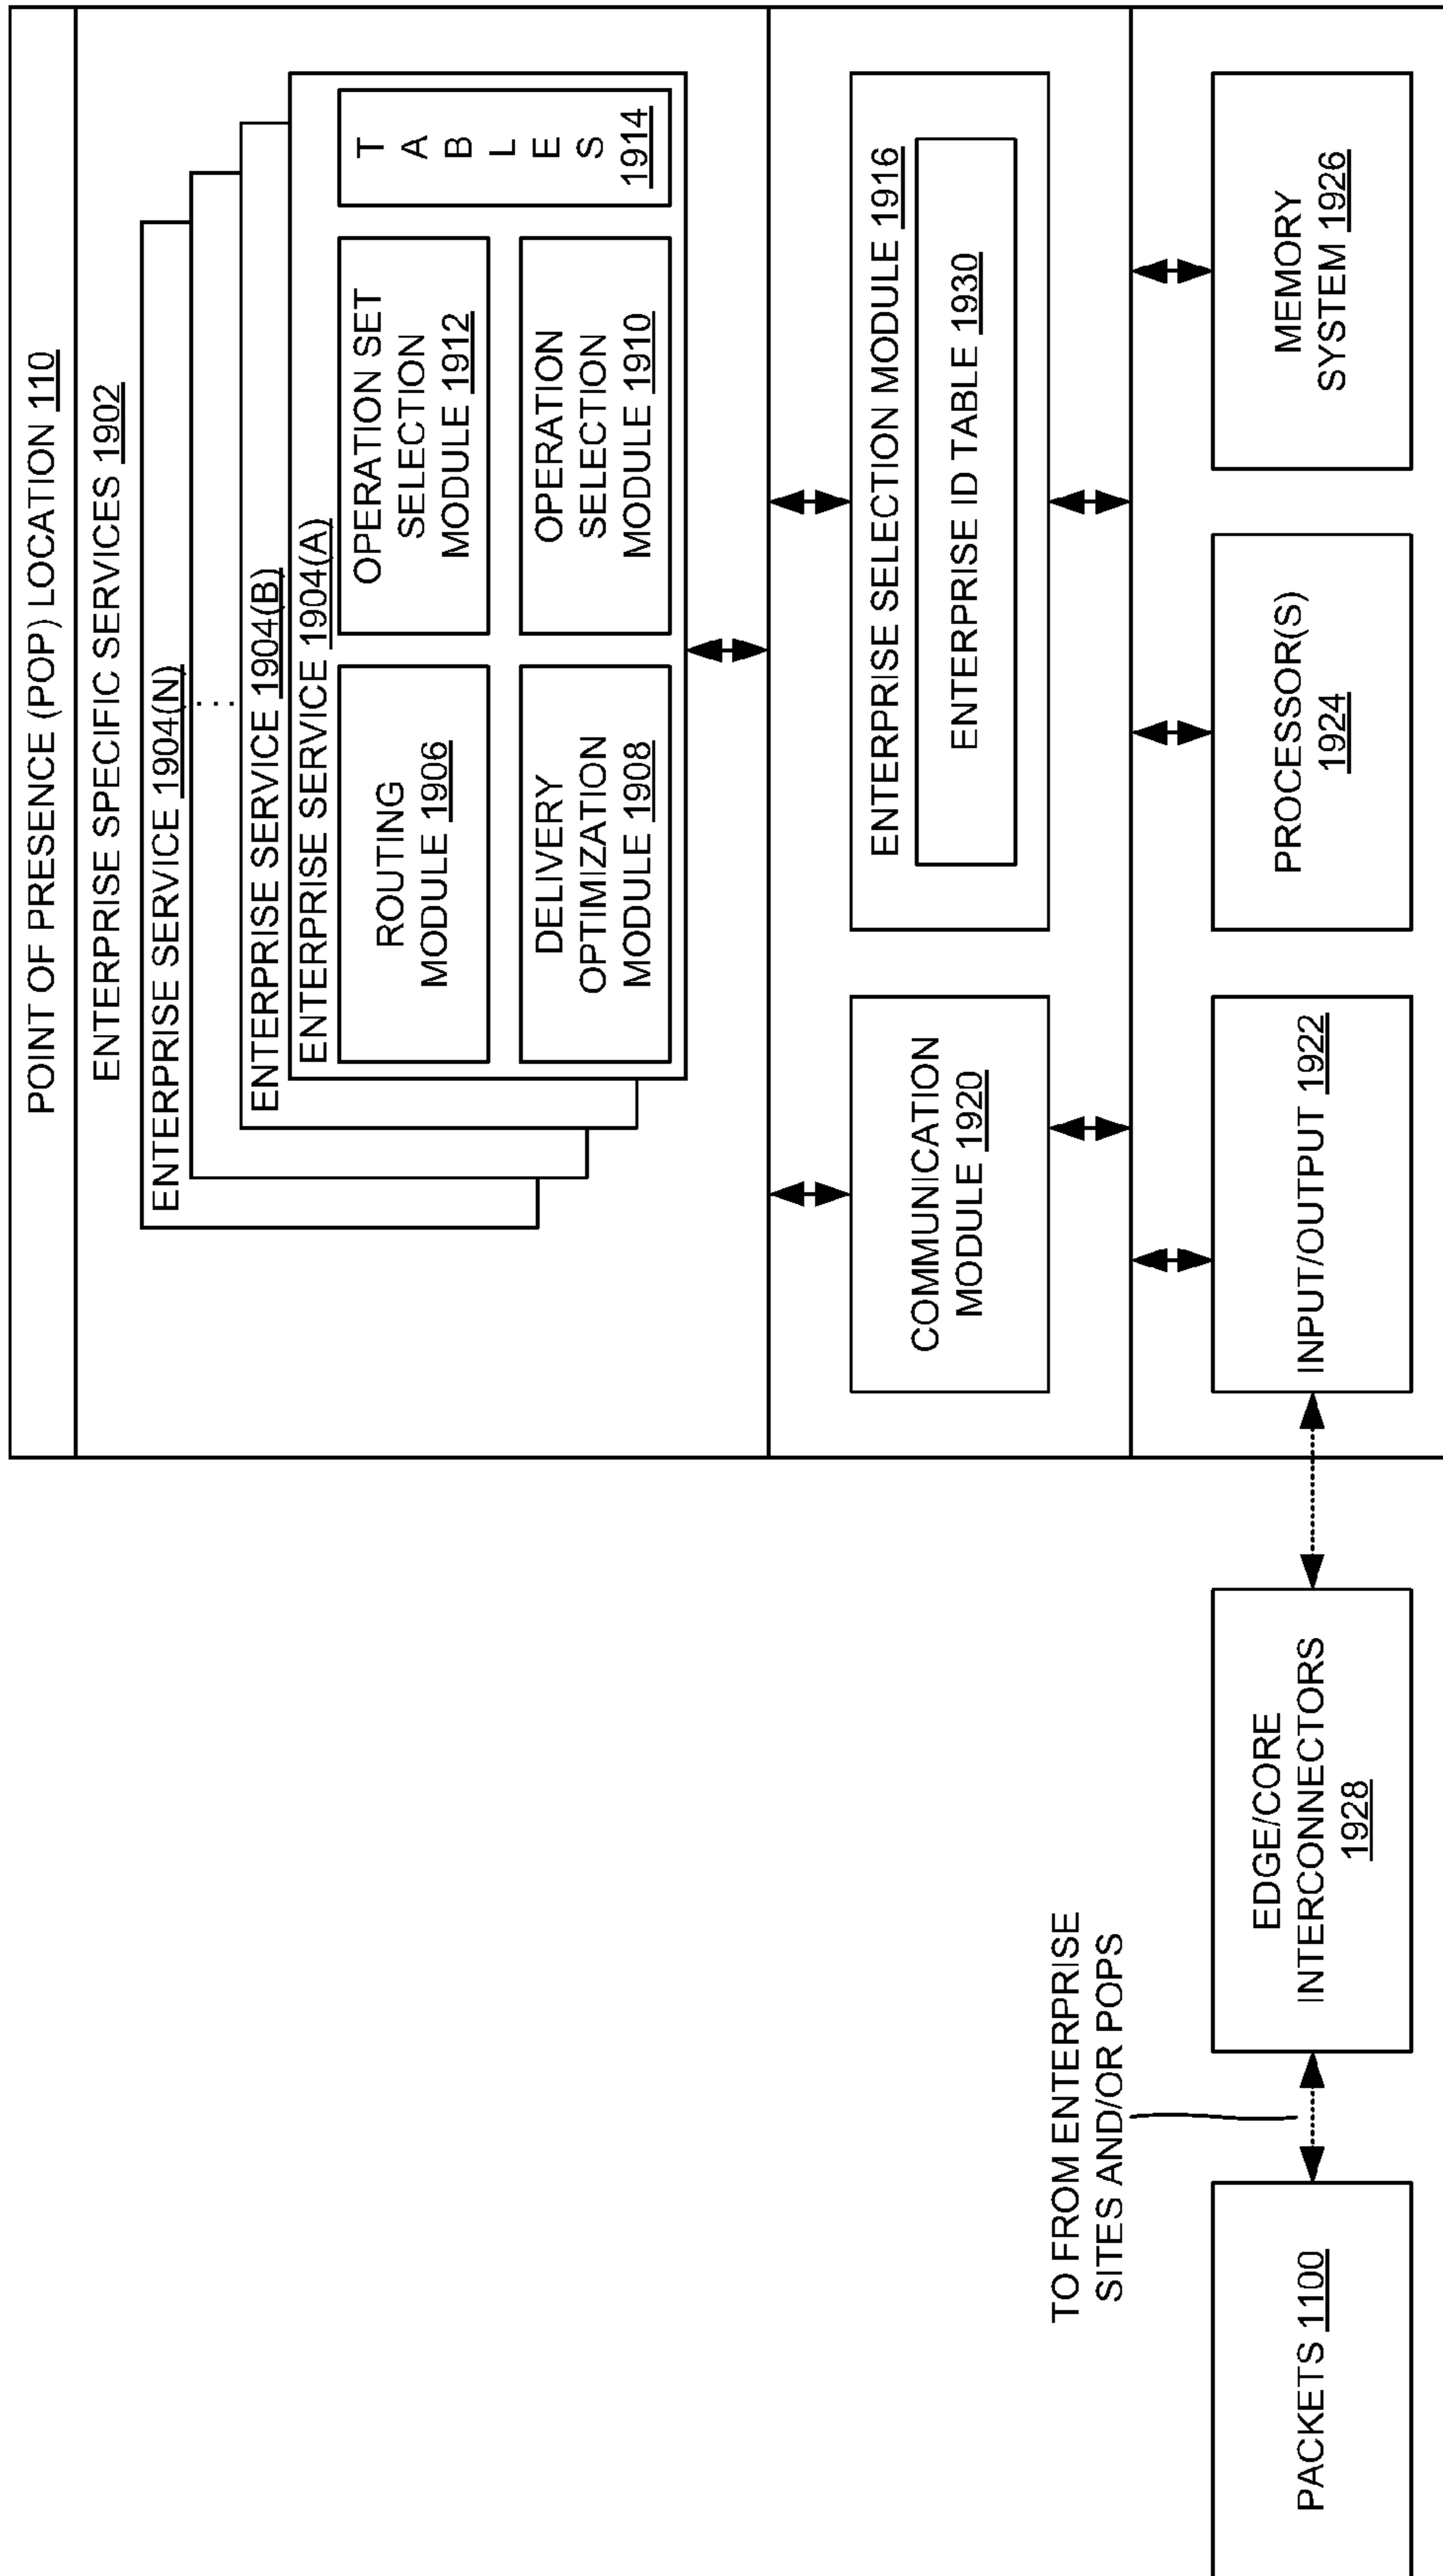 POINT OF PRESENCE (POP) LOCATION 110
ENTERPRISE SPECIFIC SERVICES 1902
ENTERPRISE SERVICE 1904(N)
. . .
ENTERPRISE SERVICE 1904(B)
ENTERPRISE SERVICE 1904(A)
ROUTING
MODULE 1906
OPERATION SET
SELECTION
MODULE 1912
DELIVERY
OPTIMIZATION
MODULE 1908
OPERATION
SELECTION
MODULE 1910
T
A
B
L
E
S
1914
COMMUNICATION
MODULE 1920
ENTERPRISE SELECTION MODULE 1916
ENTERPRISE ID TABLE 1930
TO FROM ENTERPRISE
SITES AND/OR POPS
PACKETS 1100
EDGE/CORE
INTERCONNECTORS
1928
INPUT/OUTPUT 1922
PROCESSOR(S)
1924
MEMORY
SYSTEM 1926